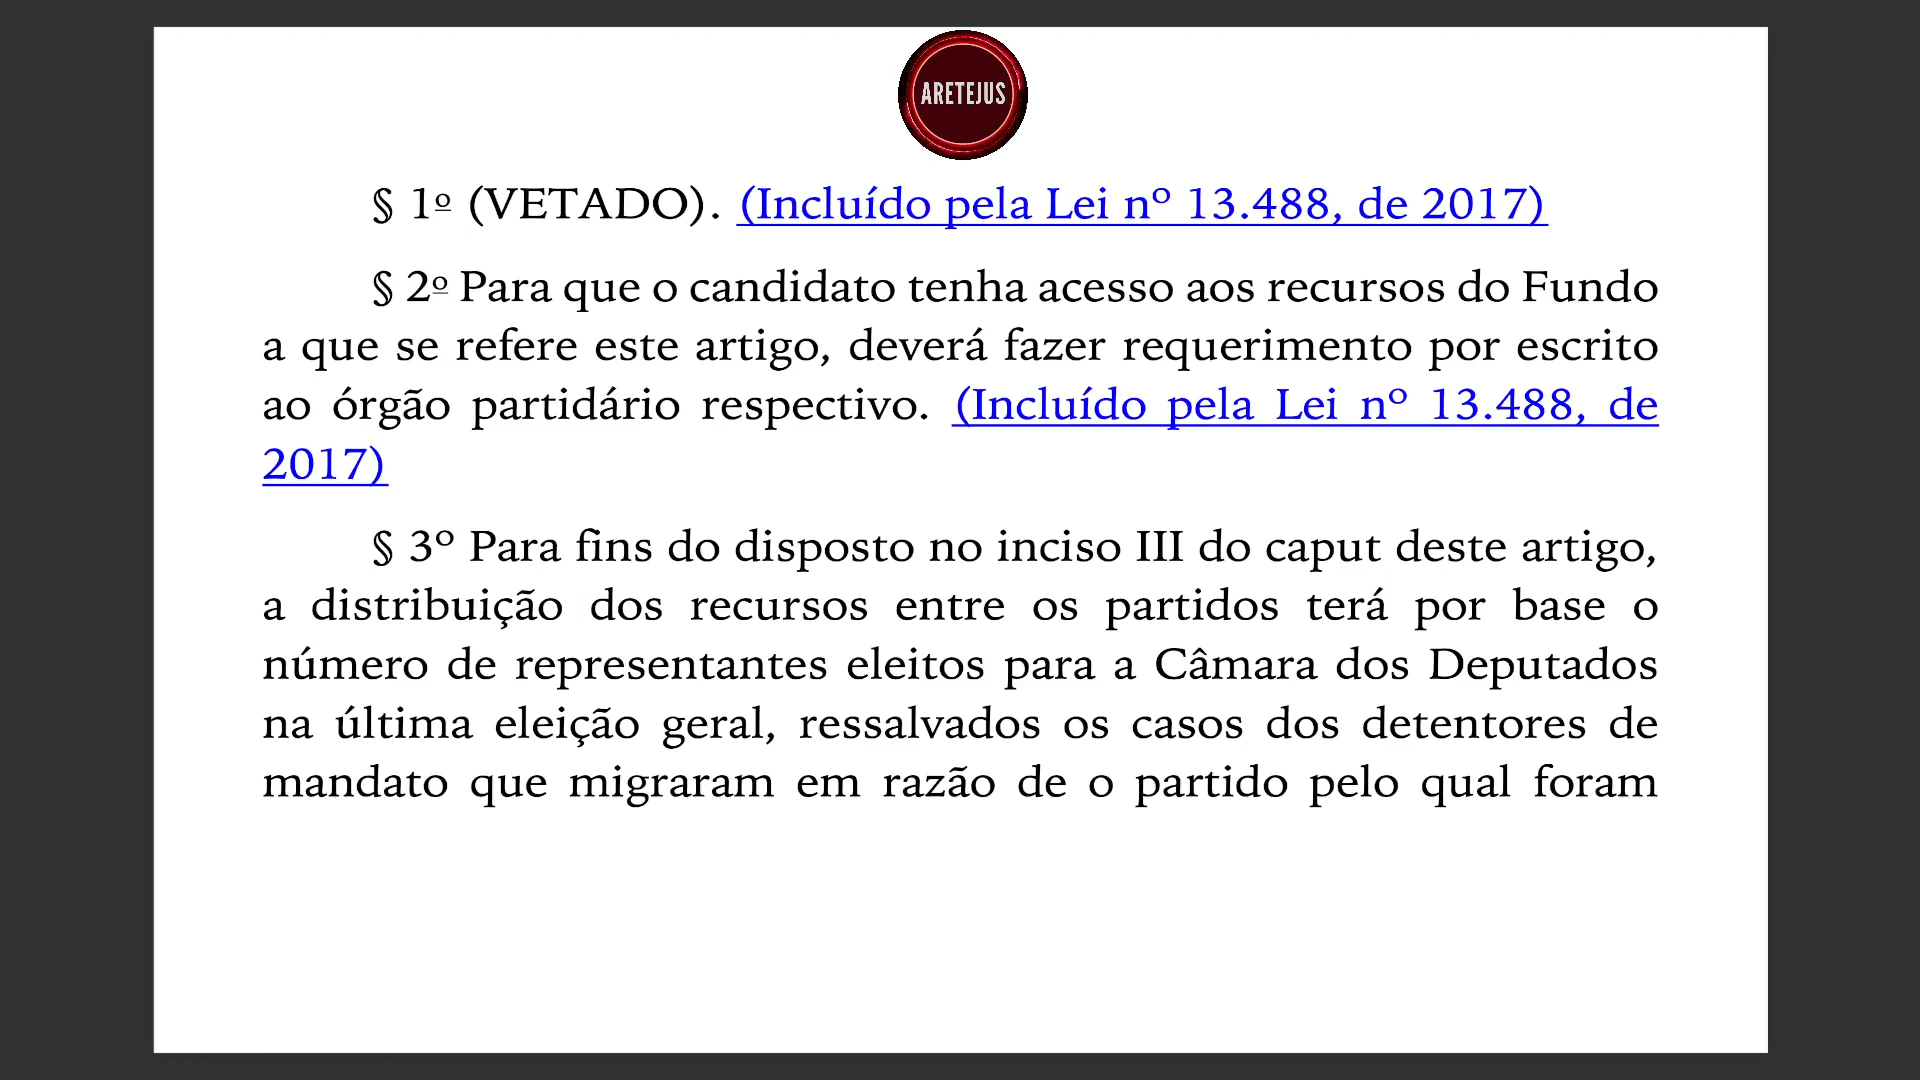 ARETEJUS
§ 1º (VETADO). (Incluído pela Lei nº 13.488, de 2017)
§ 2º Para que o candidato tenha acesso aos recursos do Fundo
a que se refere este artigo, deverá fazer requerimento por escrito
ao órgão partidário respectivo. (Incluído pela Lei nº 13.488, de
2017)
§ 3º Para fins do disposto no inciso III do caput deste artigo,
a distribuição dos recursos entre os partidos terá por base o
número de representantes eleitos para a Câmara dos Deputados
na última eleição geral, ressalvados os casos dos detentores de
mandato que migraram em razão de o partido pelo qual foram